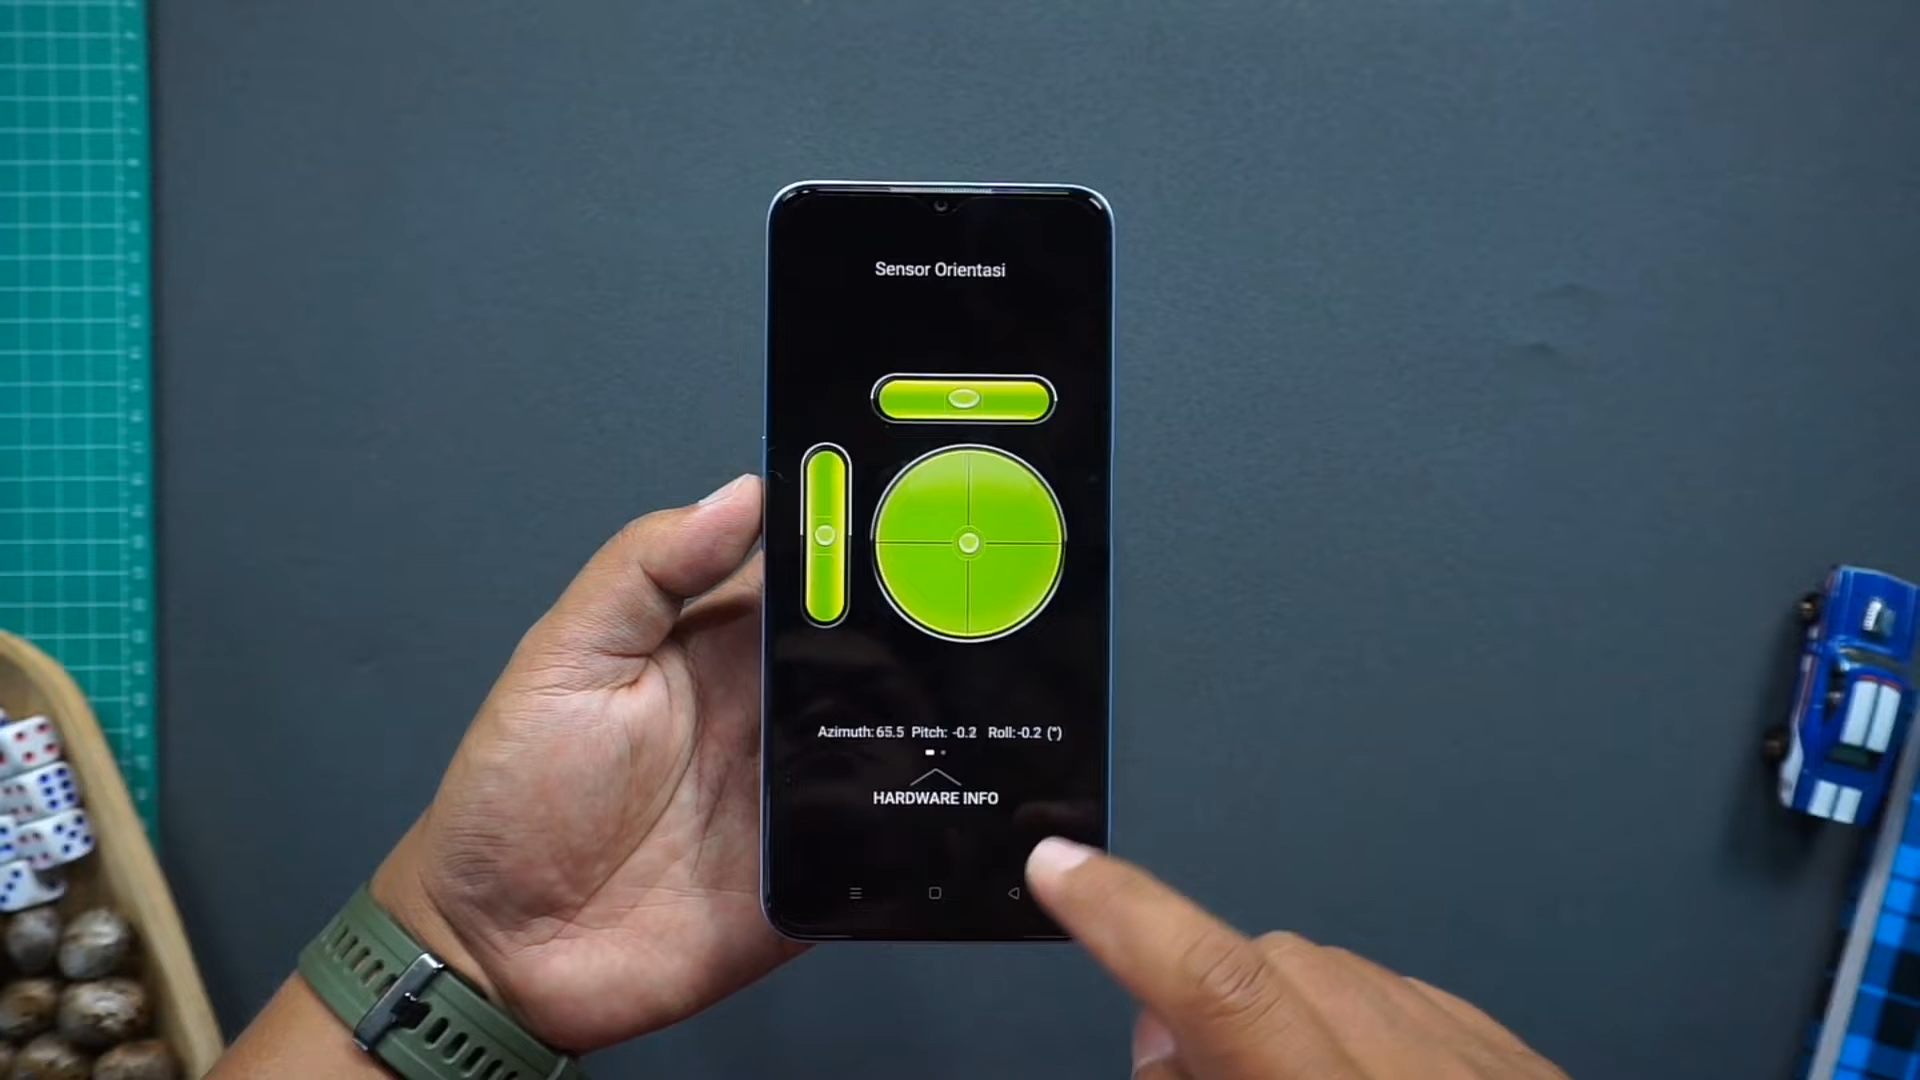 Sensor Orientasi
Azimuth: 65.5 Pitch: -0.2 Roll:-0.2 (°)
HARDWARE INFO